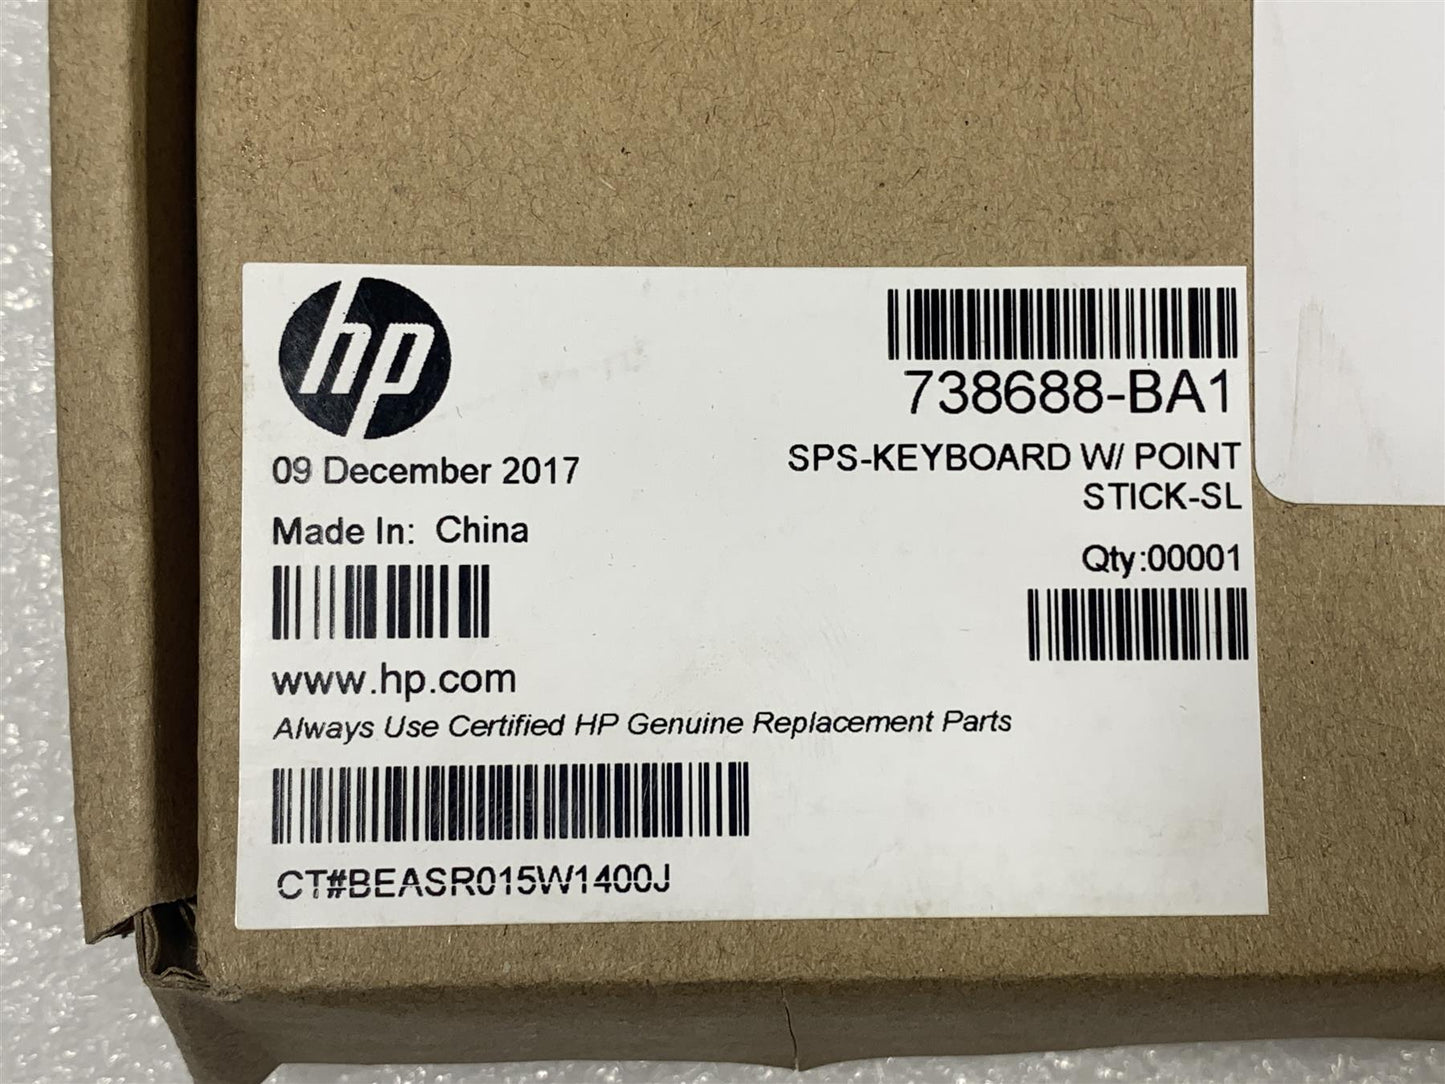 hp
738688-BA1
09 December 2017
SPS-KEYBOARD W/ POINT
STICK-SL
Made In: China
Qty:00001
www.hp.com
Always Use Certified HP Genuine Replacement Parts
CT#BEASR015W1400J